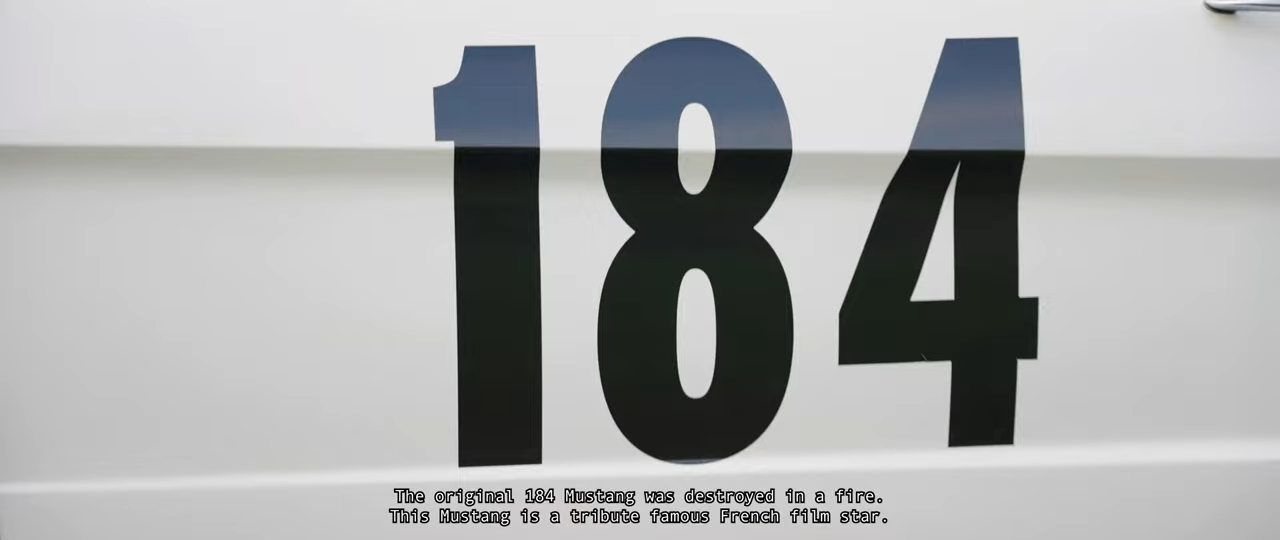 184
The original 184 Mustang was destroyed in a fire.
This Mustang is a tribute famous French film star.